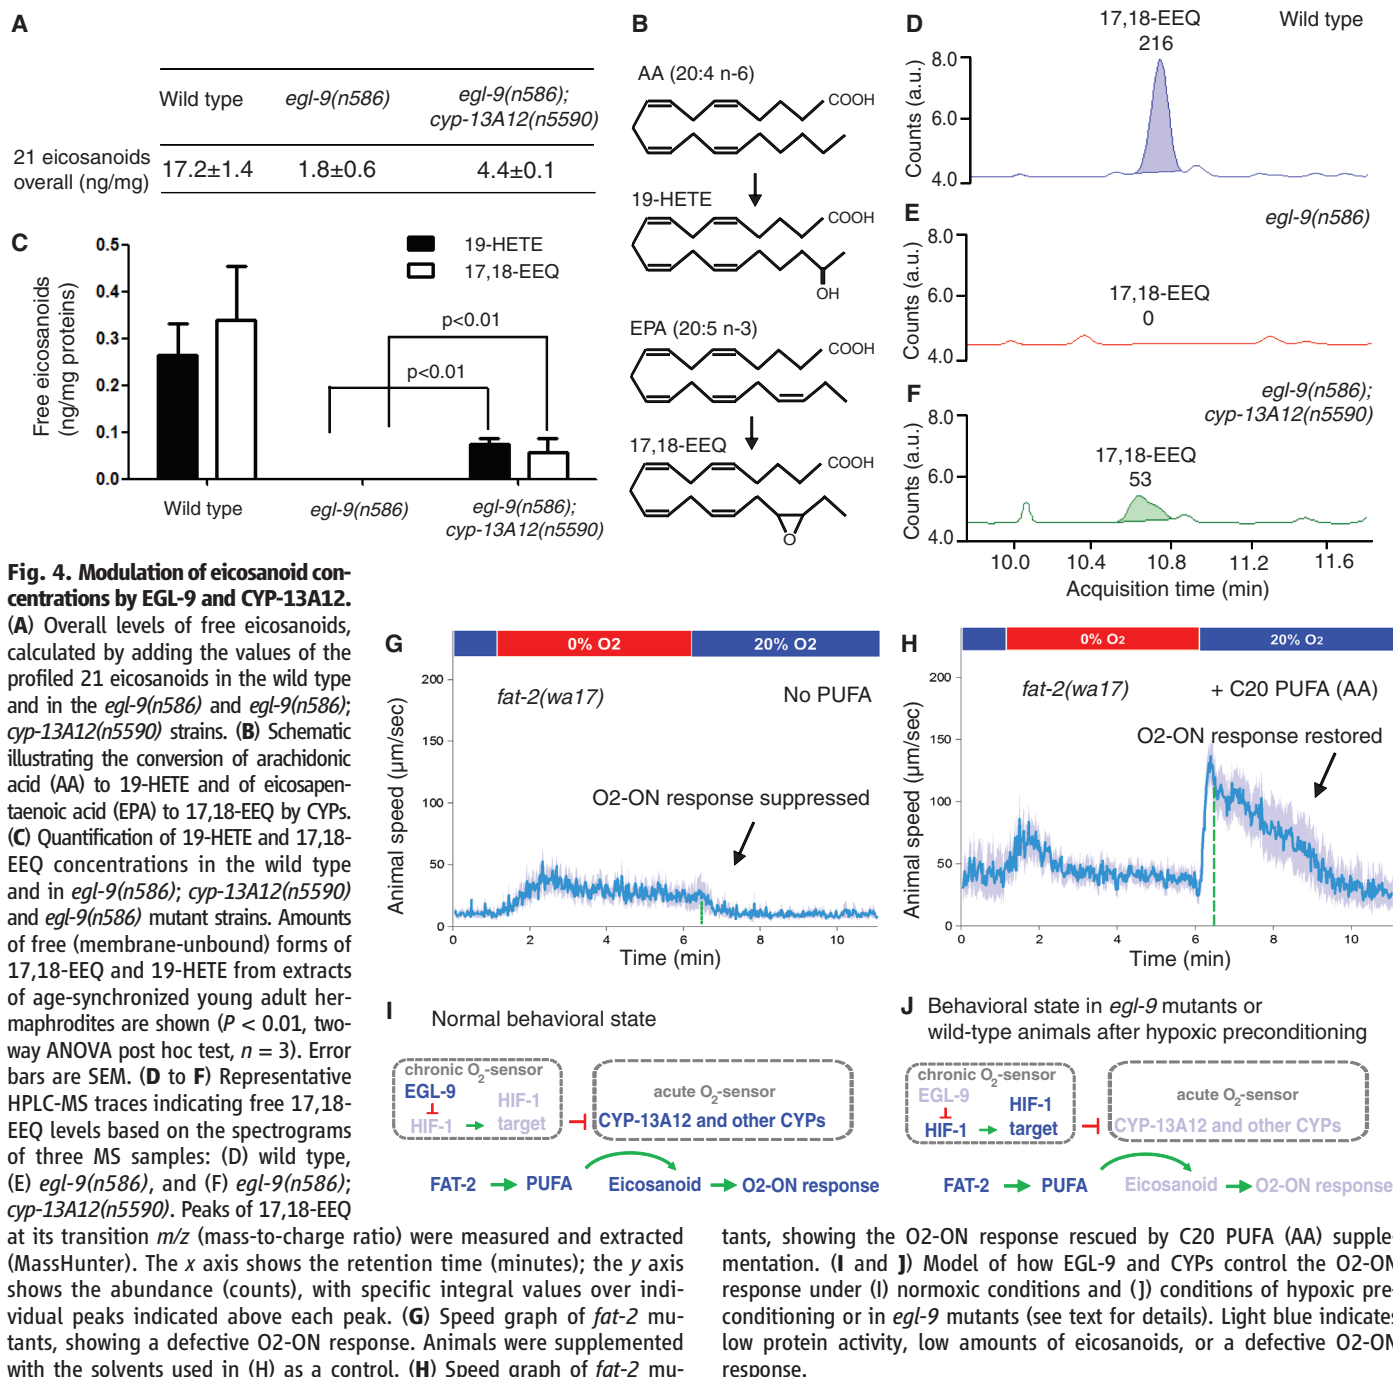 A
Wild type
egl-9(n586)
egl-9(n586);
cyp-13A12(n5590)
21 eicosanoids
overall (ng/mg)
17.2±1.4
1.8±0.6
4.4±0.1
B
AA (20:4 n-6)
COOH
19-HETE
COOH
OH
EPA (20:5 n-3)
COOH
17,18-EEQ
COOH
O
C
Free eicosanoids
(ng/mg proteins)
0.5
0.4
0.3
0.2
0.1
0.0
19-HETE
17,18-EEQ
p<0.01
p<0.01
Wild type
egl-9(n586)
egl-9(n586);
cyp-13A12(n5590)
D
17,18-EEQ
216
Wild type
Counts (a.u.)
8.0
6.0
4.0
E
egl-9(n586)
Counts (a.u.)
8.0
6.0
4.0
17,18-EEQ
0
F
egl-9(n586);
cyp-13A12(n5590)
Counts (a.u.)
8.0
6.0
4.0
17,18-EEQ
53
10.0 10.4 10.8 11.2 11.6
Acquisition time (min)
Fig. 4. Modulation of eicosanoid con-
centrations by EGL-9 and CYP-13A12.
(A) Overall levels of free eicosanoids,
calculated by adding the values of the
profiled 21 eicosanoids in the wild type
and in the egl-9(n586) and egl-9(n586);
cyp-13A12(n5590) strains. (B) Schematic
illustrating the conversion of arachidonic
acid (AA) to 19-HETE and of eicosapen-
taenoic acid (EPA) to 17,18-EEQ by CYPs.
(C) Quantification of 19-HETE and 17,18-
EEQ concentrations in the wild type
and in egl-9(n586); cyp-13A12(n5590)
and egl-9(n586) mutant strains. Amounts
of free (membrane-unbound) forms of
17,18-EEQ and 19-HETE from extracts
of age-synchronized young adult her-
maphrodites are shown (P < 0.01, two-
way ANOVA post hoc test, n = 3). Error
bars are SEM. (D to F) Representative
HPLC-MS traces indicating free 17,18-
EEQ levels based on the spectrograms
of three MS samples: (D) wild type,
(E) egl-9(n586), and (F) egl-9(n586);
cyp-13A12(n5590). Peaks of 17,18-EEQ
at its transition m/z (mass-to-charge ratio) were measured and extracted
(MassHunter). The x axis shows the retention time (minutes); the y axis
shows the abundance (counts), with specific integral values over indi-
vidual peaks indicated above each peak. (G) Speed graph of fat-2 mu-
tants, showing a defective O2-ON response. Animals were supplemented
with the solvents used in (H) as a control. (H) Speed graph of fat-2 mu-
G
0% O2
20% O2
fat-2(wa17)
No PUFA
O2-ON response suppressed
Animal speed (µm/sec)
200
150
100
50
0
0 2 4 6 8 10
Time (min)
H
0% O2
20% O2
fat-2(wa17)
+ C20 PUFA (AA)
O2-ON response restored
Animal speed (µm/sec)
200
150
100
50
0
0 2 4 6 8 10
Time (min)
I
Normal behavioral state
chronic O2-sensor
EGL-9
HIF-1
HIF-1
target
acute O2-sensor
CYP-13A12 and other CYPs
FAT-2
PUFA
Eicosanoid
O2-ON response
J
Behavioral state in egl-9 mutants or
wild-type animals after hypoxic preconditioning
chronic O2-sensor
EGL-9
HIF-1
HIF-1
target
acute O2-sensor
CYP-13A12 and other CYPs
FAT-2
PUFA
Eicosanoid
O2-ON response
tants, showing the O2-ON response rescued by C20 PUFA (AA) supple-
mentation. (I and J) Model of how EGL-9 and CYPs control the O2-ON
response under (I) normoxic conditions and (J) conditions of hypoxic pre-
conditioning or in egl-9 mutants (see text for details). Light blue indicates
low protein activity, low amounts of eicosanoids, or a defective O2-ON
response.